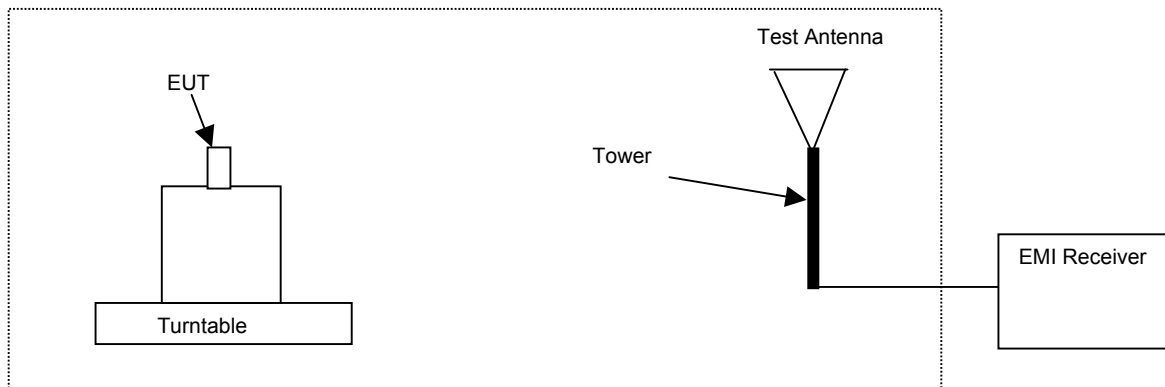 Test Antenna
EUT
Tower
EMI Receiver
Turntable